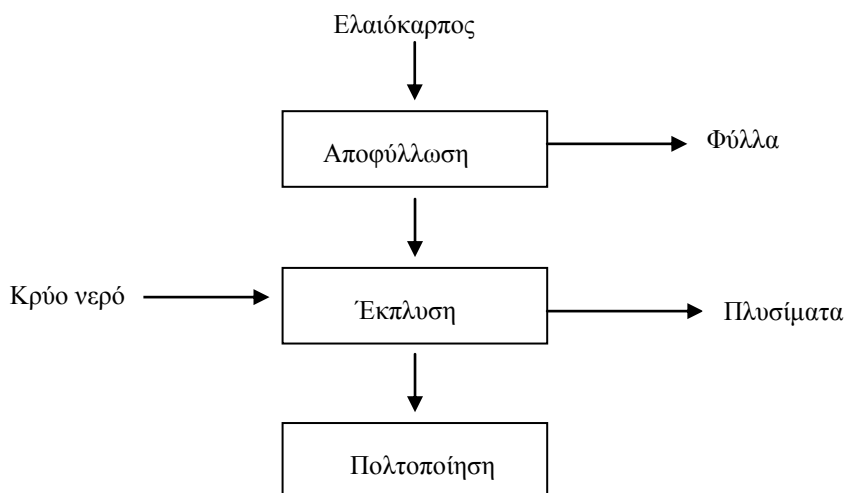 Ελαιόκαρπος
Αποφύλλωση
Φύλλα
Κρύο νερό
Έκπλυση
Πλυσίματα
Πολτοποίηση